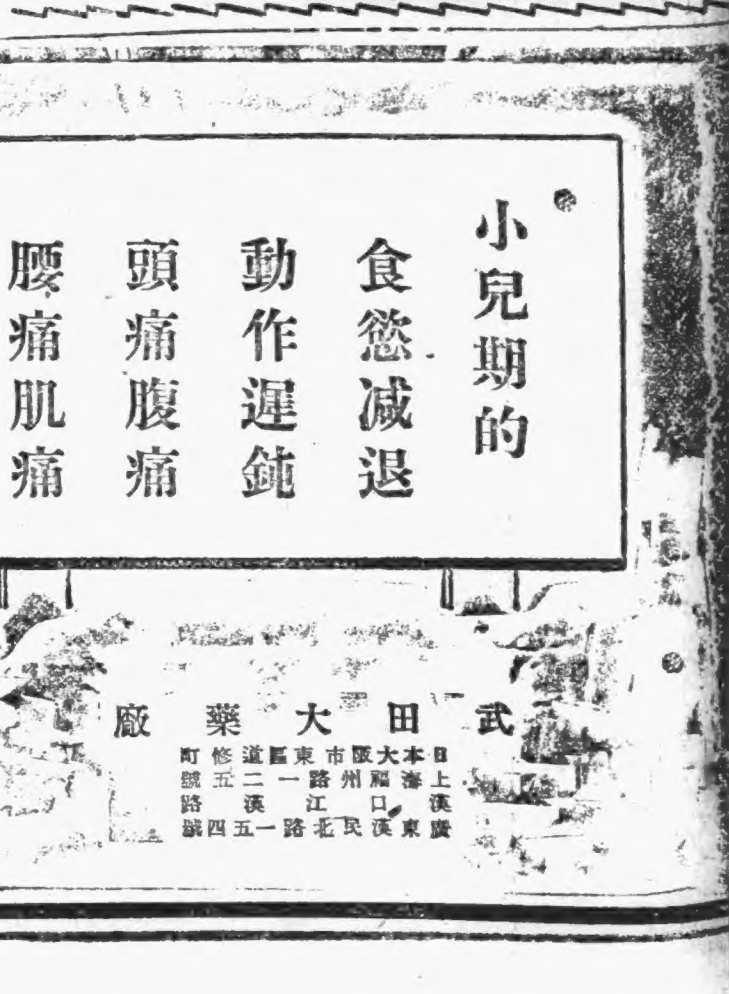 小兒期的
食慾減退
動作遲鈍
頭痛腹痛
腰痛肌痛
武田大藥廠
日本大阪市東區道修町
上海福州路一二五號
漢口江漢路
廣東漢民北路一五四號